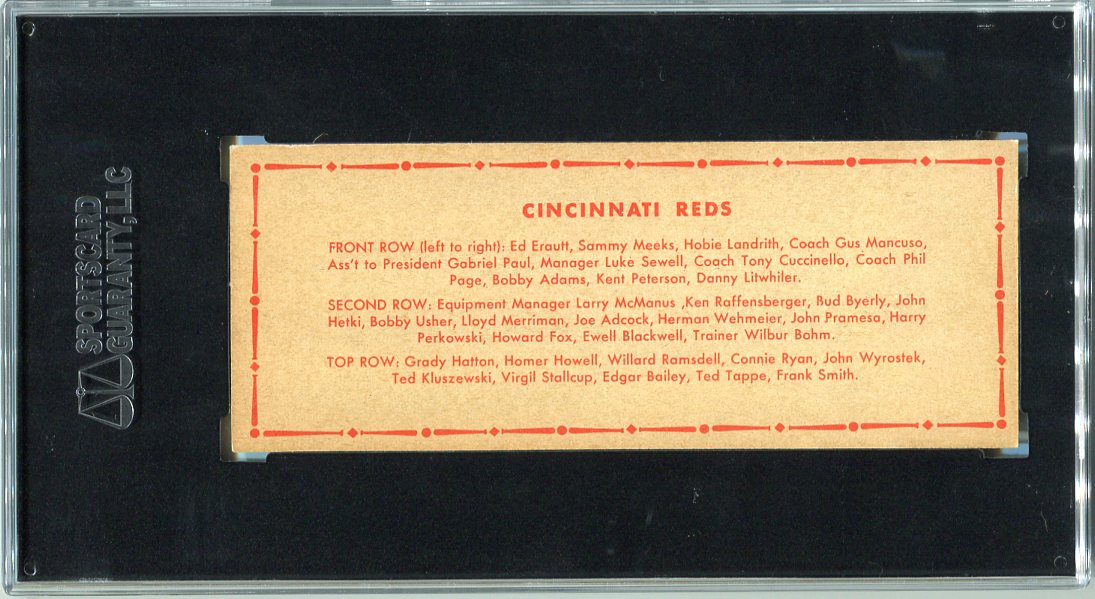 SPORTSCARD
GUARANTY, LLC
CINCINNATI REDS
FRONT ROW (left to right): Ed Erautt, Sammy Meeks, Hobie Landrith, Coach Gus Mancuso,
Ass't to President Gabriel Paul, Manager Luke Sewell, Coach Tony Cuccinello, Coach Phil
Page, Bobby Adams, Kent Peterson, Danny Litwhiler.
SECOND ROW: Equipment Manager Larry McManus ,Ken Raffensberger, Bud Byerly, John
Hetki, Bobby Usher, Lloyd Merriman, Joe Adcock, Herman Wehmeier, John Pramesa, Harry
Perkowski, Howard Fox, Ewell Blackwell, Trainer Wilbur Bohm.
TOP ROW: Grady Hatton, Homer Howell, Willard Ramsdell, Connie Ryan, John Wyrostek,
Ted Kluszewski, Virgil Stallcup, Edgar Bailey, Ted Tappe, Frank Smith.